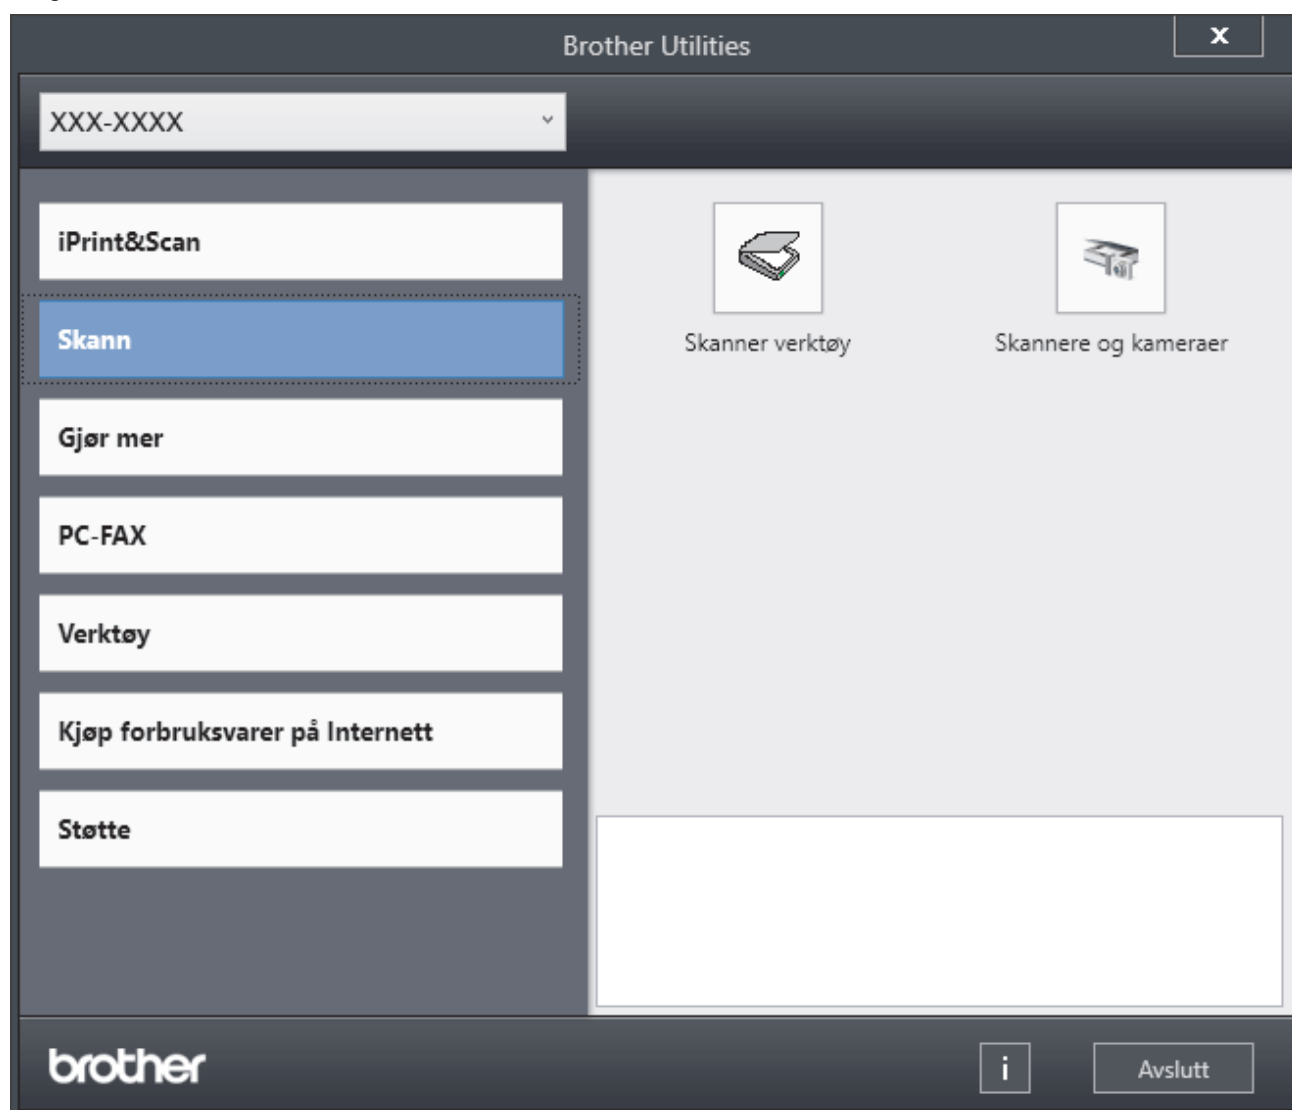 Brother Utilities
x
XXX-XXXX
iPrint&Scan
Skann
Gjør mer
PC-FAX
Verktøy
Kjøp forbruksvarer på Internett
Støtte
Skanner verktøy
Skannere og kameraer
brother
i
Avslutt